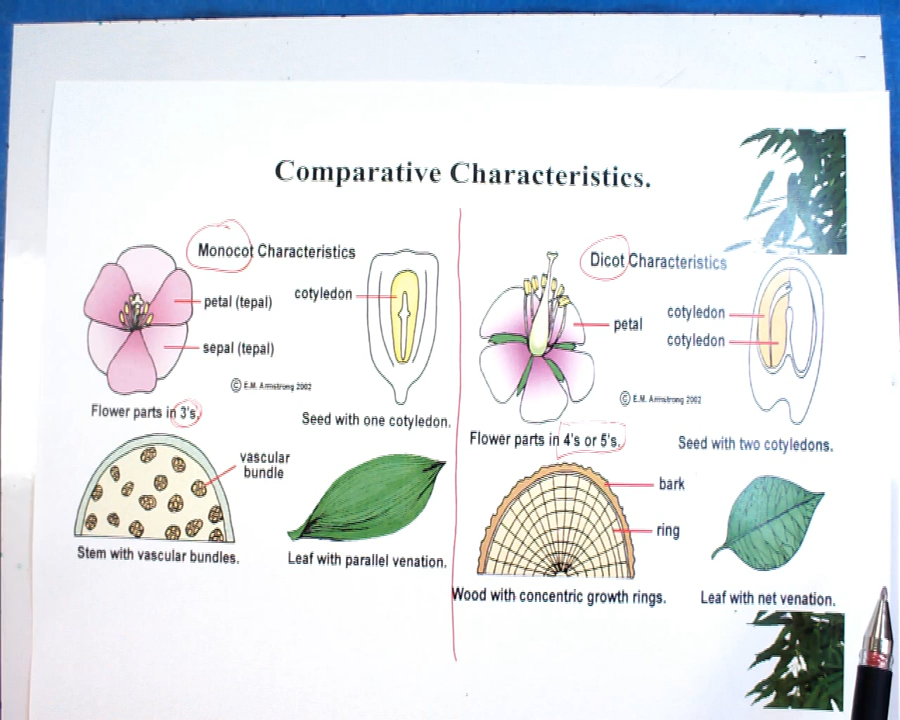 Comparative Characteristics.
Monocot Characteristics
petal (tepal)
sepal (tepal)
cotyledon
© E.M. Armstrong 2002
Flower parts in 3's.
Seed with one cotyledon.
vascular
bundle
Stem with vascular bundles.
Leaf with parallel venation.
Dicot Characteristics
petal
cotyledon
cotyledon
© E.M. Armstrong 2002
Flower parts in 4's or 5's.
Seed with two cotyledons.
bark
ring
Wood with concentric growth rings.
Leaf with net venation.